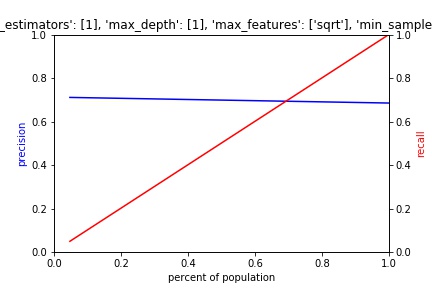 _estimators': [1], 'max_depth': [1], 'max_features': ['sqrt'], 'min_sample
1.0 1.0
0.8 0.8
precision recall
0.6 0.6
0.4 0.4
0.2 0.2
0.0 0.0
0.0 0.2 0.4 0.6 0.8 1.0
percent of population